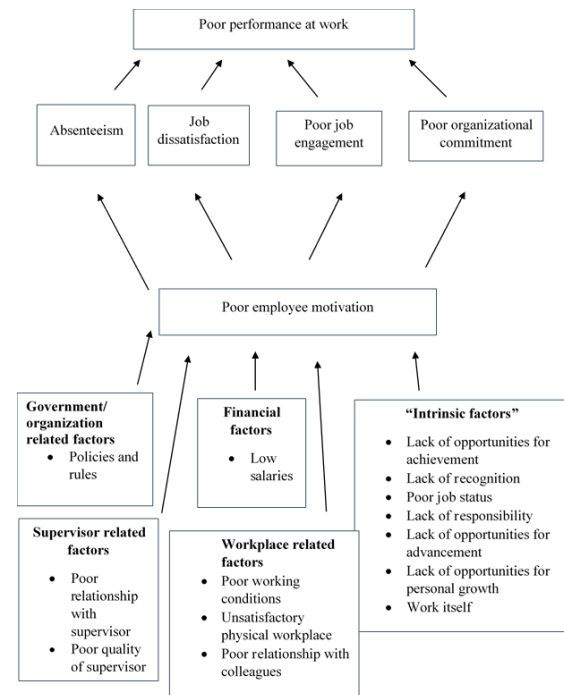 Poor performance at work
Absenteeism
Job
dissatisfaction
Poor job
engagement
Poor organizational
commitment
Poor employee motivation
Government/
organization
related factors
• Policies and
rules
Financial
factors
• Low
salaries
“Intrinsic factors”
• Lack of opportunities for
achievement
• Lack of recognition
• Poor job status
• Lack of responsibility
• Lack of opportunities for
advancement
• Lack of opportunities for
personal growth
• Work itself
Supervisor related
factors
• Poor
relationship
with
supervisor
• Poor quality
of supervisor
Workplace related
factors
• Poor working
conditions
• Unsatisfactory
physical workplace
• Poor relationship with
colleagues